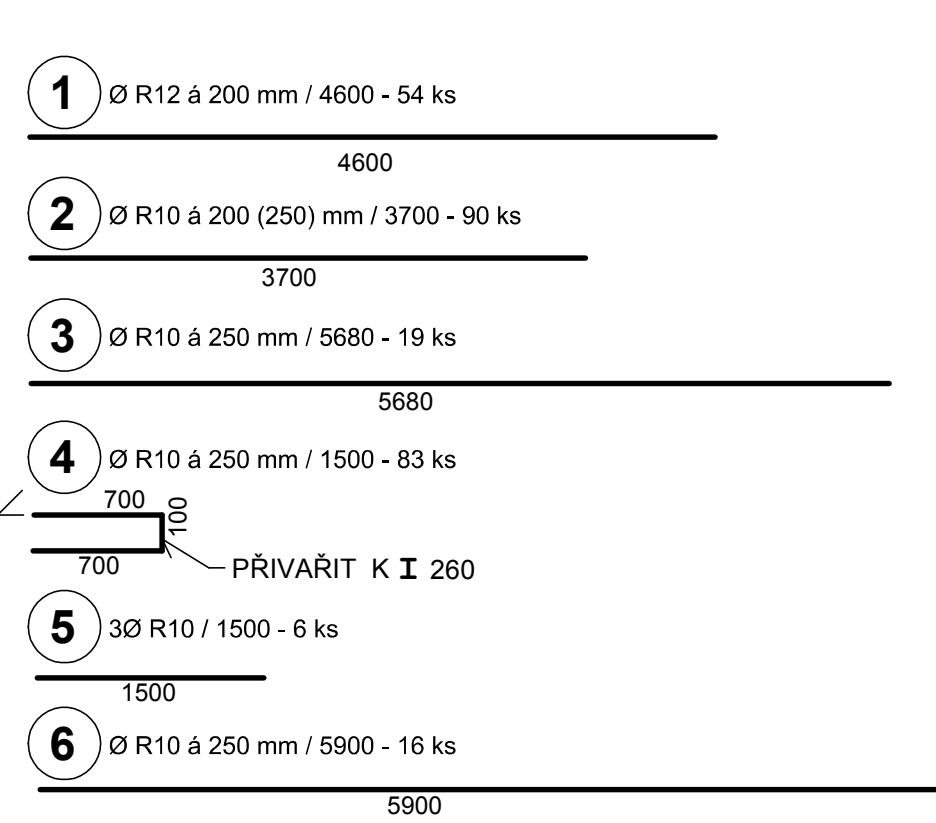 1 Ø R12 á 200 mm / 4600 - 54 ks
4600
2 Ø R10 á 200 (250) mm / 3700 - 90 ks
3700
3 Ø R10 á 250 mm / 5680 - 19 ks
5680
4 Ø R10 á 250 mm / 1500 - 83 ks
700
100
700
PŘIVAŘIT K I 260
5 3Ø R10 / 1500 - 6 ks
1500
6 Ø R10 á 250 mm / 5900 - 16 ks
5900